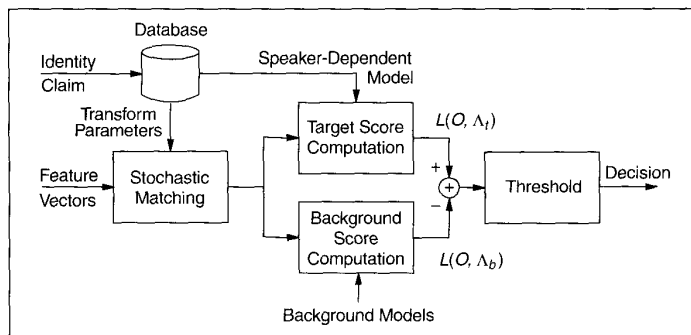 Database
Identity
Claim
Speaker-Dependent
Model
Transform
Parameters
Target Score
Computation
L(O, Λt)
Feature
Vectors
Stochastic
Matching
+
+
−
Threshold
Decision
Background
Score
Computation
L(O, Λb)
Background Models